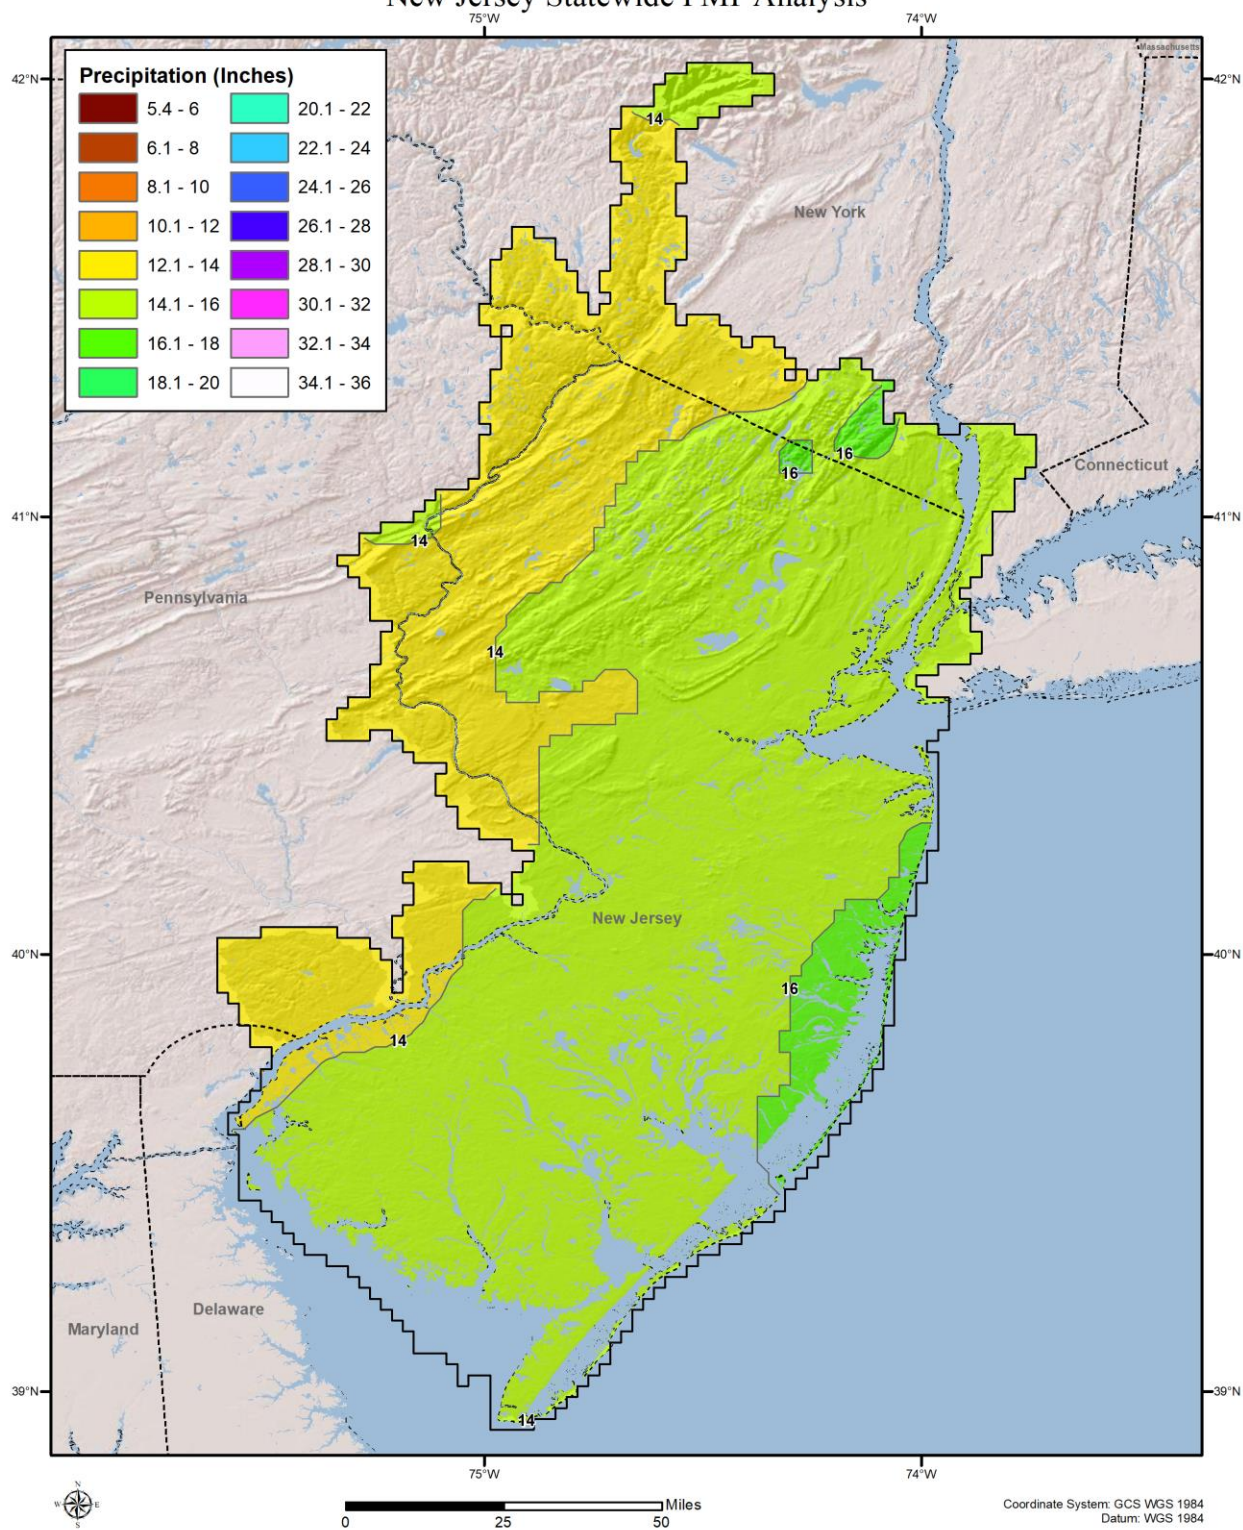 New Jersey Statewide PMP Analysis
75°W 74°W
Massachusetts
42°N 42°N
Precipitation (Inches)
5.4 - 6 20.1 - 22
6.1 - 8 22.1 - 24
8.1 - 10 24.1 - 26
10.1 - 12 26.1 - 28
12.1 - 14 28.1 - 30
14.1 - 16 30.1 - 32
16.1 - 18 32.1 - 34
18.1 - 20 34.1 - 36
14
New York
16
16
Connecticut
41°N 41°N
14
Pennsylvania
14
New Jersey
40°N 40°N
16
14
Delaware
Maryland
39°N 39°N
14
75°W 74°W
N
W E
S
Miles
0 25 50
Coordinate System: GCS WGS 1984
Datum: WGS 1984